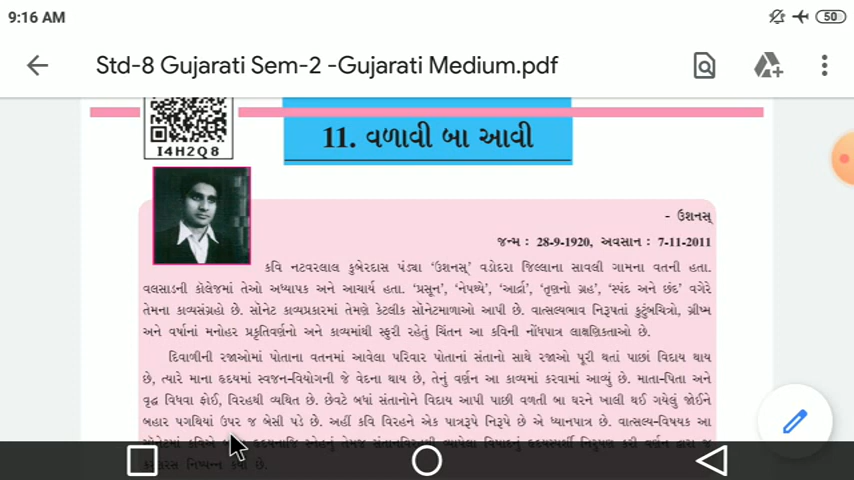 9:16 AM
50
Std-8 Gujarati Sem-2 -Gujarati Medium.pdf
I4H2Q8
11. વળાવી બા આવી
- ઉશનસ્
જન્મ : 28-9-1920, અવસાન : 7-11-2011
કવિ નટવરલાલ કુબેરદાસ પંડ્યા ‘ઉશનસ્’ વડોદરા જિલ્લાના સાવલી ગામના વતની હતા.
વલસાડની કોલેજમાં તેઓ અધ્યાપક અને આચાર્ય હતા. ‘પ્રસૂન’, ‘નેપથ્યે’, ‘આર્દ્રા’, ‘તૃણનો ગ્રહ’, ‘સ્પંદ અને છંદ’ વગેરે
તેમના કાવ્યસંગ્રહો છે. સૉનેટ કાવ્યપ્રકારમાં તેમણે કેટલીક સૉનેટમાળાઓ આપી છે. વાત્સલ્યભાવ નિરૂપતાં કુટુંબચિત્રો, ગ્રીષ્મ
અને વર્ષાનાં મનોહર પ્રકૃતિવર્ણનો અને કાવ્યમાંથી સ્ફુરી રહેતું ચિંતન આ કવિની નોંધપાત્ર લાક્ષણિકતાઓ છે.
દિવાળીની રજાઓમાં પોતાના વતનમાં આવેલા પરિવાર પોતાનાં સંતાનો સાથે રજાઓ પૂરી થતાં પાછાં વિદાય થાય
છે, ત્યારે માના હૃદયમાં સ્વજન-વિયોગની જે વેદના થાય છે, તેનું વર્ણન આ કાવ્યમાં કરવામાં આવ્યું છે. માતા-પિતા અને
વૃદ્ધ વિધવા ફોઈ, વિરહથી વ્યથિત છે. છેવટે બધાં સંતાનોને વિદાય આપી પાછી વળતી બા ઘરને ખાલી થઈ ગયેલું જોઈને
બહાર પગથિયાં ઉપર જ બેસી પડે છે. અહીં કવિ વિરહને એક પાત્રરૂપે નિરૂપે છે એ ધ્યાનપાત્ર છે. વાત્સલ્ય-વિષયક આ